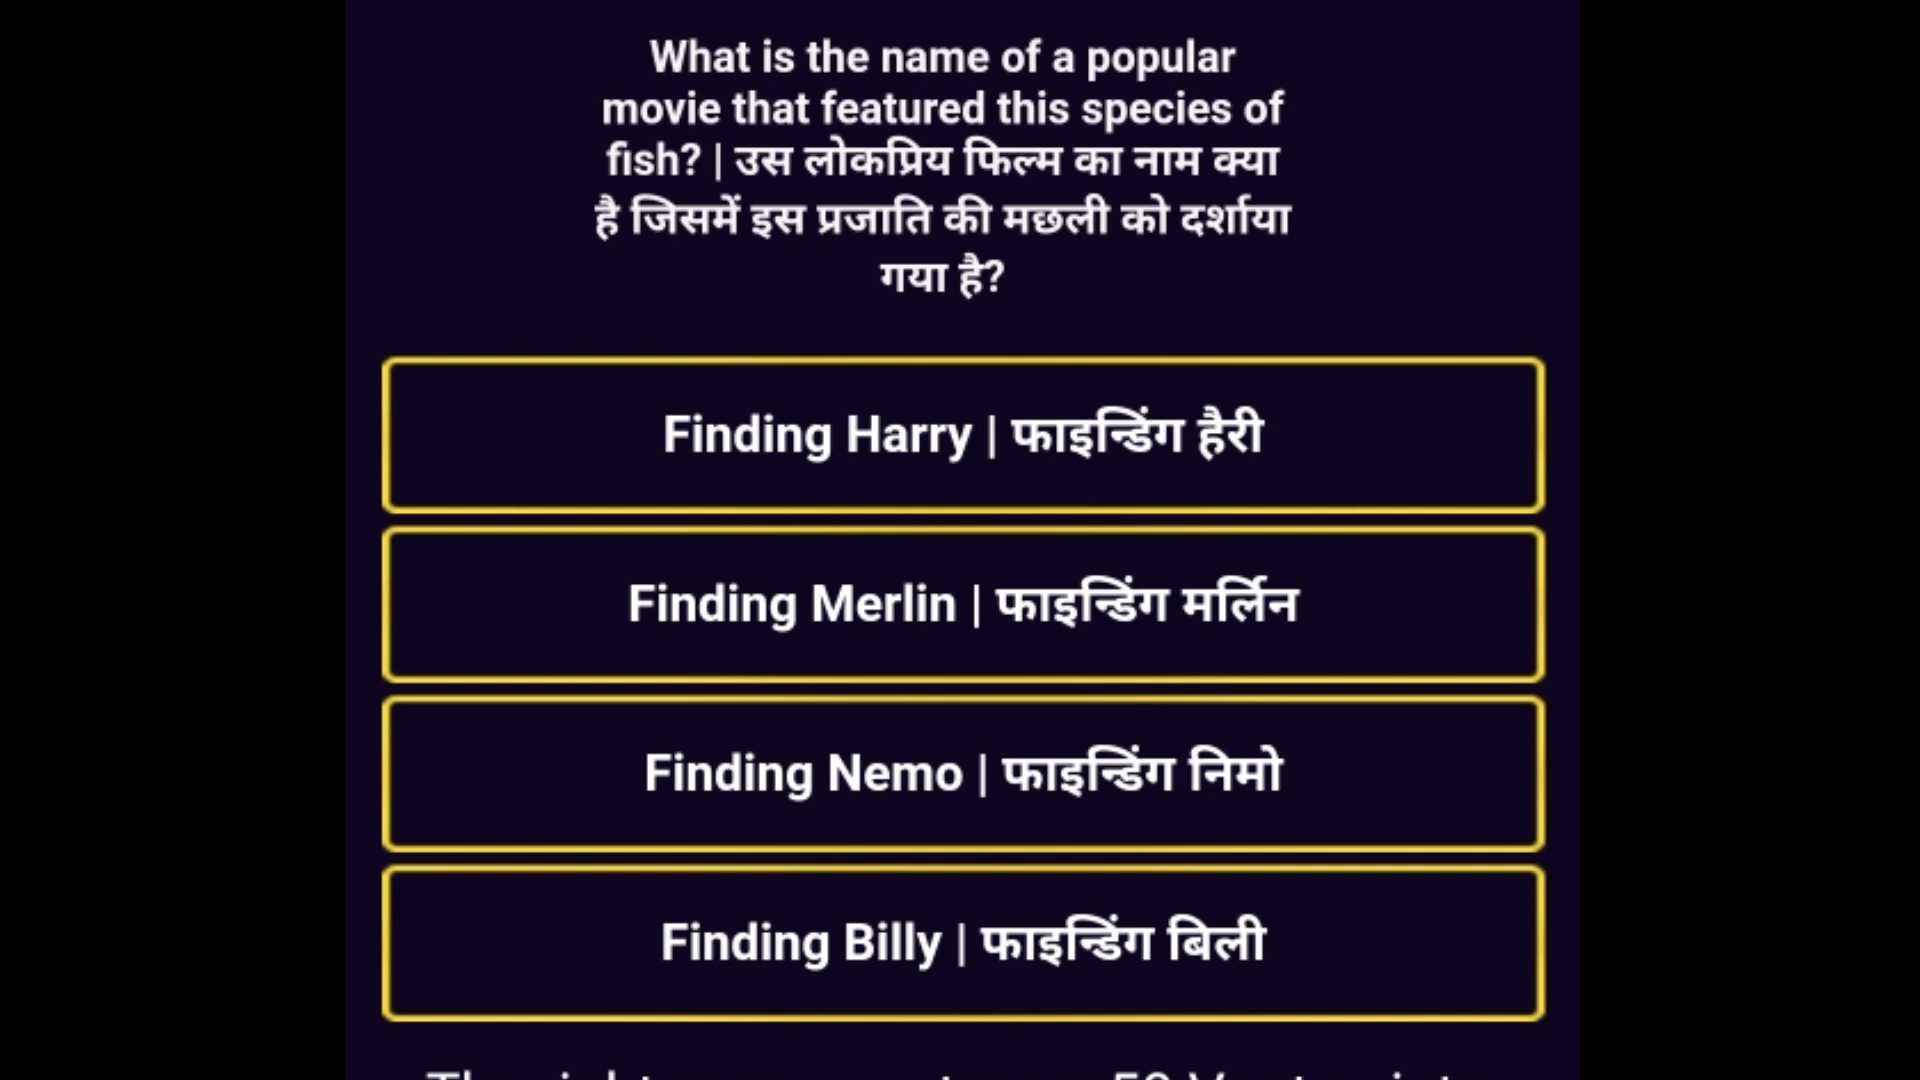 What is the name of a popular
movie that featured this species of
fish? | उस लोकप्रिय फिल्म का नाम क्या
है जिसमें इस प्रजाति की मछली को दर्शाया
गया है?
Finding Harry | फाइन्डिंग हैरी
Finding Merlin | फाइन्डिंग मर्लिन
Finding Nemo | फाइन्डिंग निमो
Finding Billy | फाइन्डिंग बिली